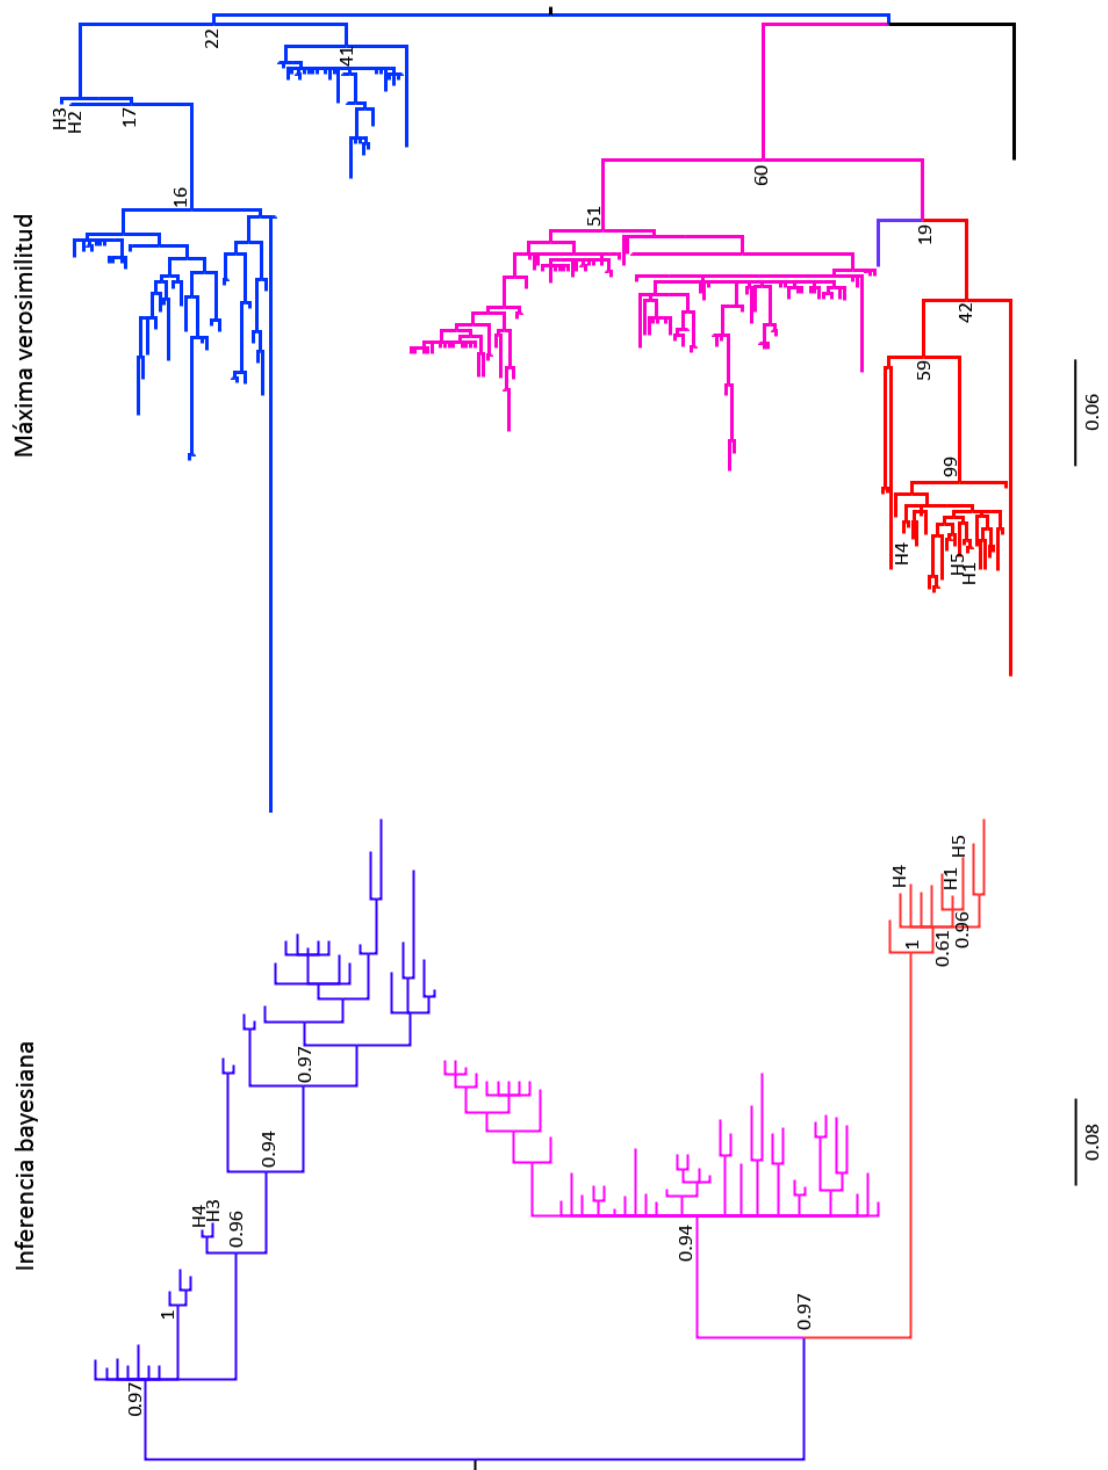 Máxima verosimilitud
22
41
H3
H2
17
16
60
51
19
42
59
99
H4
H5
H1
0.06
Inferencia bayesiana
0.97
1
H4
H3
0.96
0.94
0.97
0.94
0.97
H4
H1
H5
1
0.61
0.96
0.08